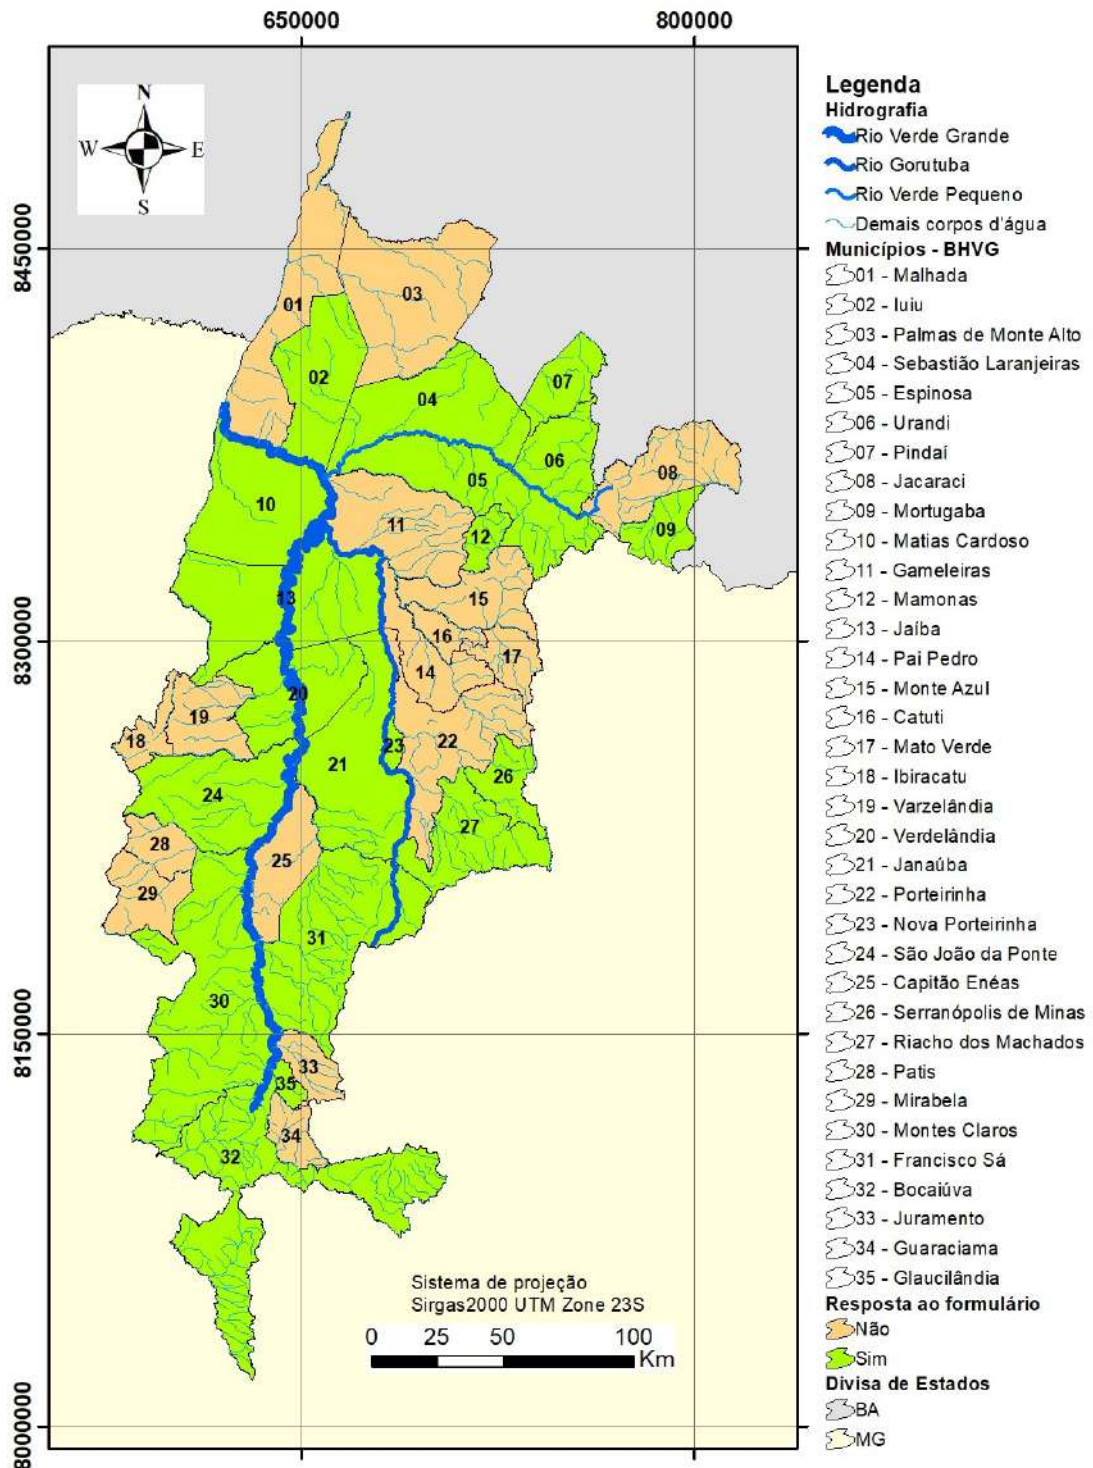 650000
800000
8450000
8300000
8150000
8000000
N
W
E
S
01
03
02
07
04
06
08
05
09
10
11
12
13
15
16
17
14
20
19
18
22
23
21
26
24
27
28
25
29
31
30
33
35
34
32
Sistema de projeção
Sirgas2000 UTM Zone 23S
0 25 50 100
Km
Legenda
Hidrografia
Rio Verde Grande
Rio Gorutuba
Rio Verde Pequeno
Demais corpos d'água
Municípios - BHVG
01 - Malhada
02 - Iuiu
03 - Palmas de Monte Alto
04 - Sebastião Laranjeiras
05 - Espinosa
06 - Urandi
07 - Pindaí
08 - Jacaraci
09 - Mortugaba
10 - Matias Cardoso
11 - Gameleiras
12 - Mamonas
13 - Jaíba
14 - Pai Pedro
15 - Monte Azul
16 - Catuti
17 - Mato Verde
18 - Ibiracatu
19 - Varzelândia
20 - Verdelândia
21 - Janaúba
22 - Porteirinha
23 - Nova Porteirinha
24 - São João da Ponte
25 - Capitão Enéas
26 - Serranópolis de Minas
27 - Riacho dos Machados
28 - Patis
29 - Mirabela
30 - Montes Claros
31 - Francisco Sá
32 - Bocaiúva
33 - Juramento
34 - Guaraciama
35 - Glaucilândia
Resposta ao formulário
Não
Sim
Divisa de Estados
BA
MG